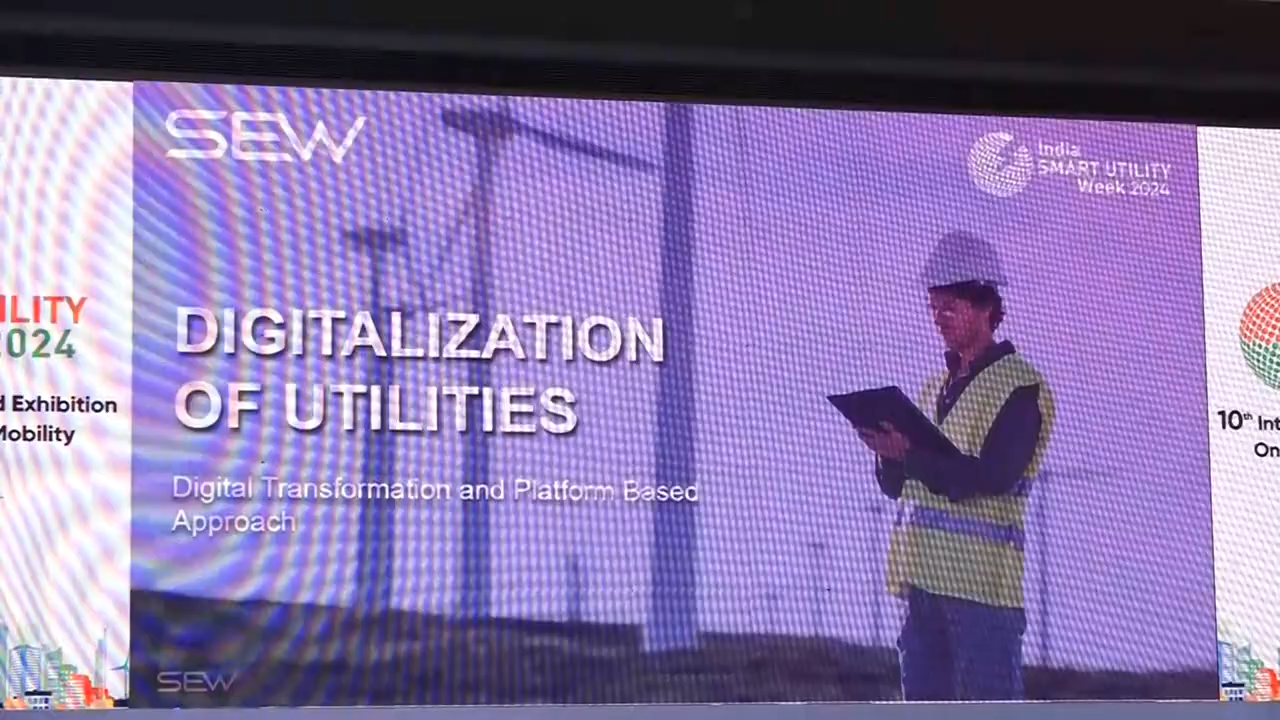 SEW
India
SMART UTILITY
Week 2024
ILITY
2024
d Exhibition
Mobility
DIGITALIZATION
OF UTILITIES
Digital Transformation and Platform Based
Approach
SEW
10th Int
On